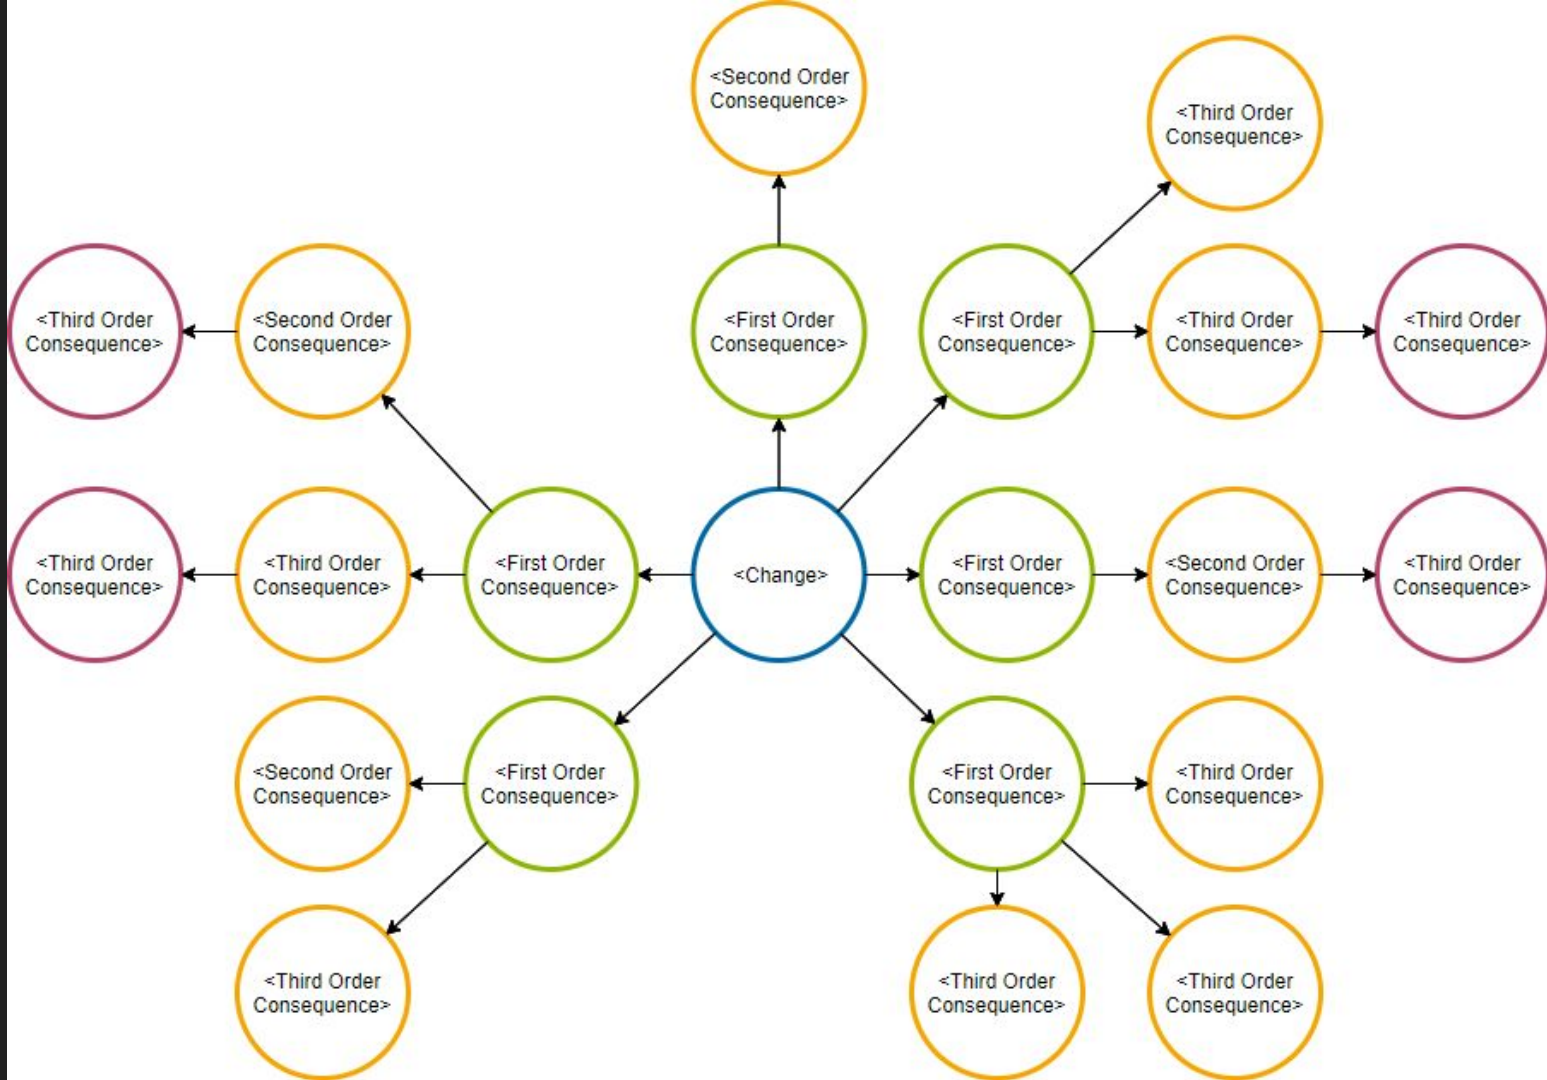 <Second Order
Consequence>
<Third Order
Consequence>
<Third Order
Consequence>
<Second Order
Consequence>
<First Order
Consequence>
<First Order
Consequence>
<Third Order
Consequence>
<Third Order
Consequence>
<Third Order
Consequence>
<Third Order
Consequence>
<First Order
Consequence>
<Change>
<First Order
Consequence>
<Second Order
Consequence>
<Third Order
Consequence>
<Second Order
Consequence>
<First Order
Consequence>
<First Order
Consequence>
<Third Order
Consequence>
<Third Order
Consequence>
<Third Order
Consequence>
<Third Order
Consequence>